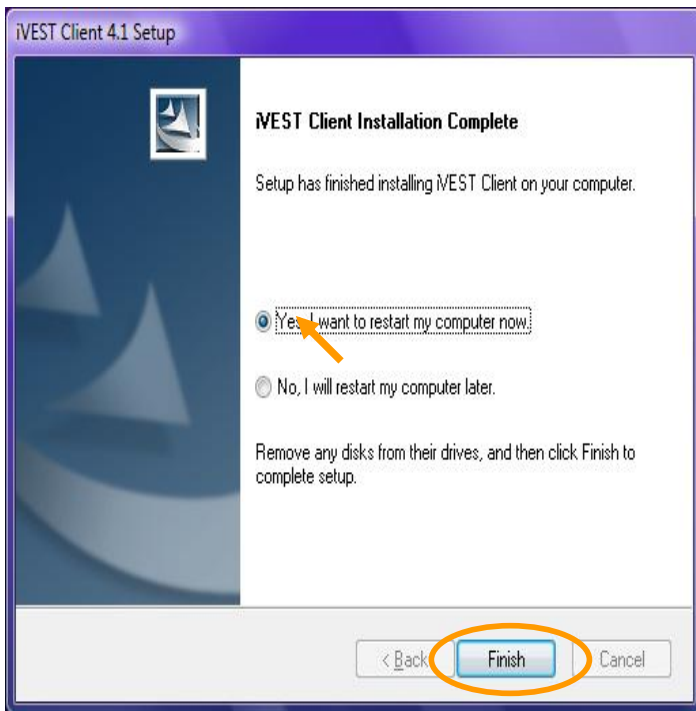 iVEST Client 4.1 Setup
iVEST Client Installation Complete
Setup has finished installing iVEST Client on your computer.
Yes, I want to restart my computer now.
No, I will restart my computer later.
Remove any disks from their drives, and then click Finish to
complete setup.
< Back
Finish
Cancel